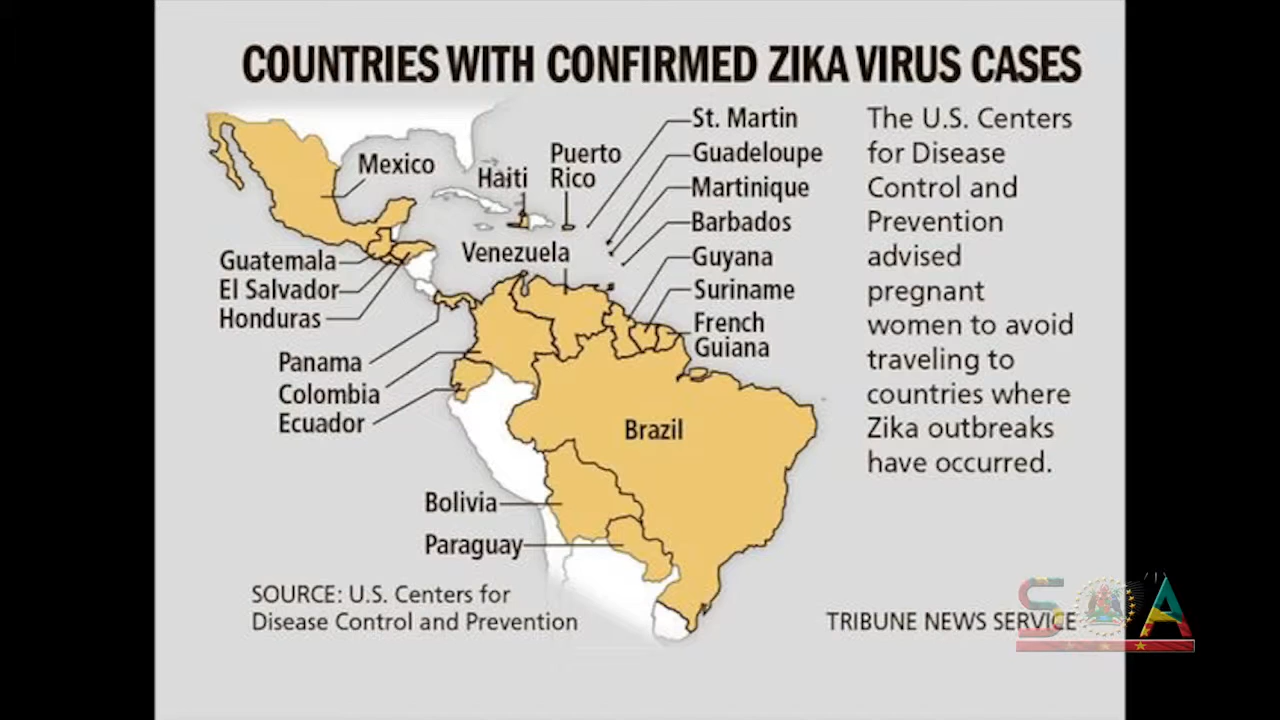 COUNTRIES WITH CONFIRMED ZIKA VIRUS CASES
Mexico
Haiti
Puerto
Rico
St. Martin
Guadeloupe
Martinique
Barbados
Guyana
Suriname
French
Guiana
Venezuela
Guatemala
El Salvador
Honduras
Panama
Colombia
Ecuador
Brazil
Bolivia
Paraguay
The U.S. Centers
for Disease
Control and
Prevention
advised
pregnant
women to avoid
traveling to
countries where
Zika outbreaks
have occurred.
SOURCE: U.S. Centers for
Disease Control and Prevention
TRIBUNE NEWS SERVICE
SOA